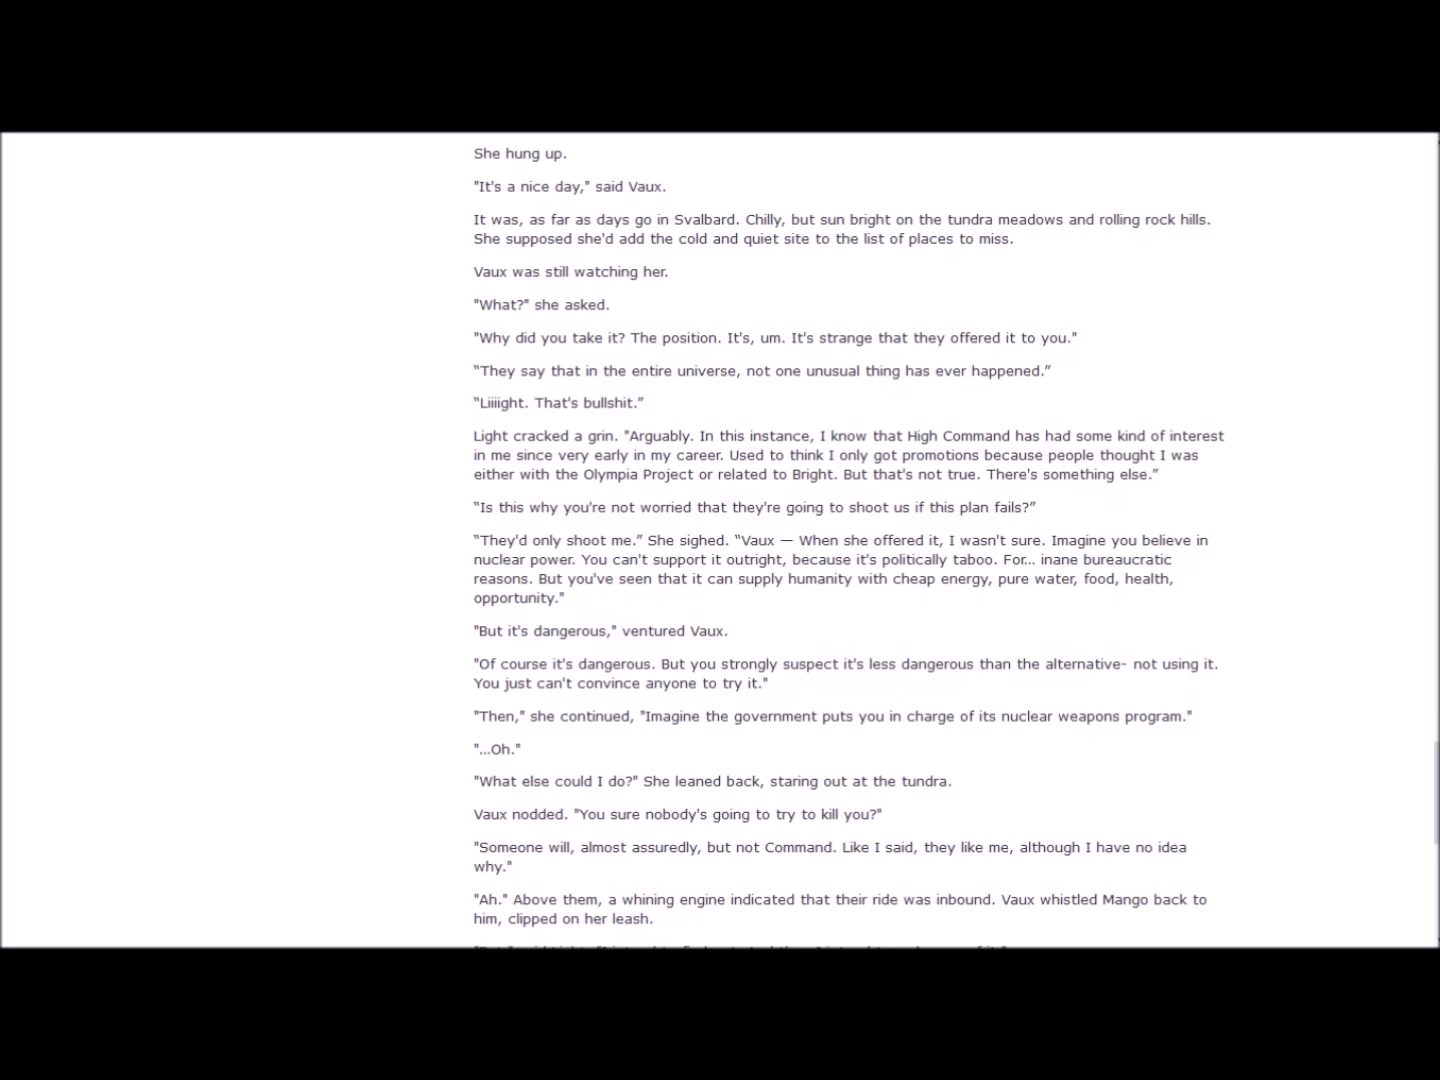 She hung up.
"It's a nice day," said Vaux.
It was, as far as days go in Svalbard. Chilly, but sun bright on the tundra meadows and rolling rock hills.
She supposed she'd add the cold and quiet site to the list of places to miss.
Vaux was still watching her.
"What?" she asked.
"Why did you take it? The position. It's, um. It's strange that they offered it to you."
“They say that in the entire universe, not one unusual thing has ever happened.”
“Liiiight. That's bullshit.”
Light cracked a grin. "Arguably. In this instance, I know that High Command has had some kind of interest
in me since very early in my career. Used to think I only got promotions because people thought I was
either with the Olympia Project or related to Bright. But that's not true. There's something else.”
“Is this why you're not worried that they're going to shoot us if this plan fails?”
“They'd only shoot me.” She sighed. “Vaux — When she offered it, I wasn't sure. Imagine you believe in
nuclear power. You can't support it outright, because it's politically taboo. For... inane bureaucratic
reasons. But you've seen that it can supply humanity with cheap energy, pure water, food, health,
opportunity."
"But it's dangerous," ventured Vaux.
"Of course it's dangerous. But you strongly suspect it's less dangerous than the alternative- not using it.
You just can't convince anyone to try it."
"Then," she continued, "Imagine the government puts you in charge of its nuclear weapons program."
"...Oh."
"What else could I do?" She leaned back, staring out at the tundra.
Vaux nodded. "You sure nobody's going to try to kill you?"
"Someone will, almost assuredly, but not Command. Like I said, they like me, although I have no idea
why."
"Ah." Above them, a whining engine indicated that their ride was inbound. Vaux whistled Mango back to
him, clipped on her leash.